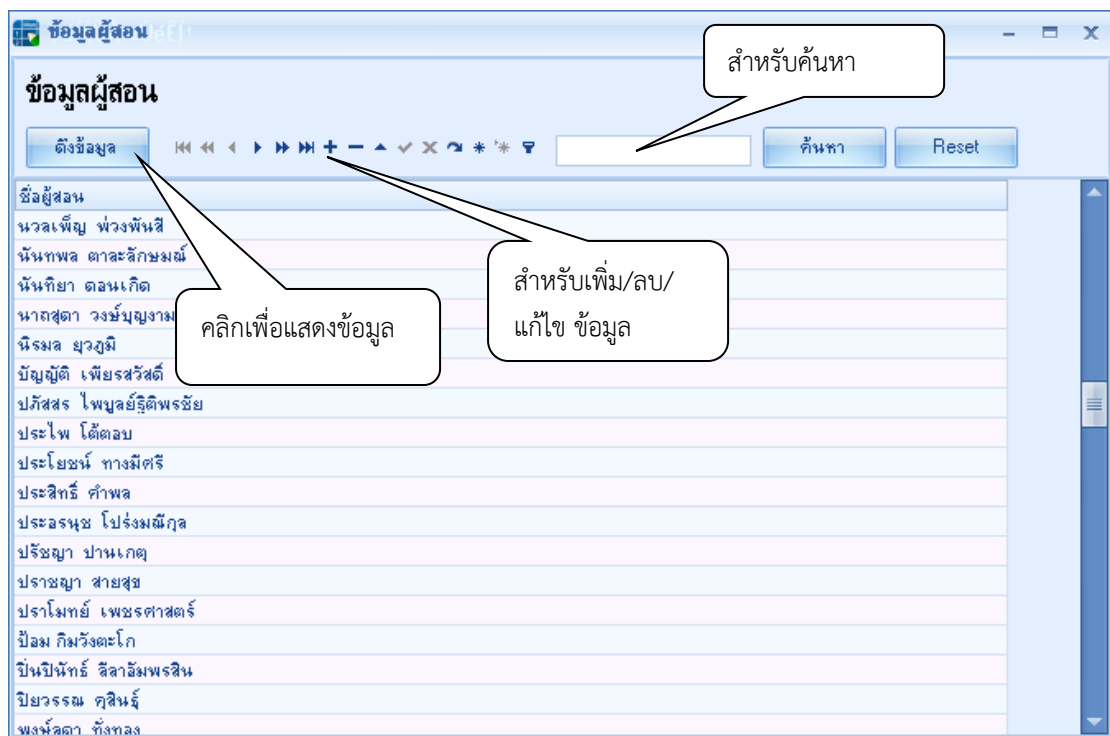 ข้อมูลผู้สอน
สำหรับค้นหา
ข้อมูลผู้สอน
ดึงข้อมูล
ค้นหา
Reset
ชื่อผู้สอน
นวลเพ็ญ พ่วงพันสี
นันทพล ตาละลักษมณ์
นันทิยา ดอนเกิด
นาถสุดา วงษ์บุญงาม
นิรมล ยุวภูมิ
บัญญัติ เพียรสวัสดิ์
ปภัสสร ไพบูลย์ฐิติพรชัย
ประไพ โต้ตอบ
ประโยชน์ ทางมีศรี
ประสิทธิ์ คำพล
ประอรนุช โปร่งมณีกุล
ปรัชญา ปานเกตุ
ปราชญา สายสุข
ปราโมทย์ เพชรศาสตร์
ป้อม กิมวังตะโก
ปิ่นปินัทธ์ ลีลาอัมพรสิน
ปิยวรรณ คุสินธุ์
พงษ์ลดา ทั่งทอง
คลิกเพื่อแสดงข้อมูล
สำหรับเพิ่ม/ลบ/
แก้ไข ข้อมูล